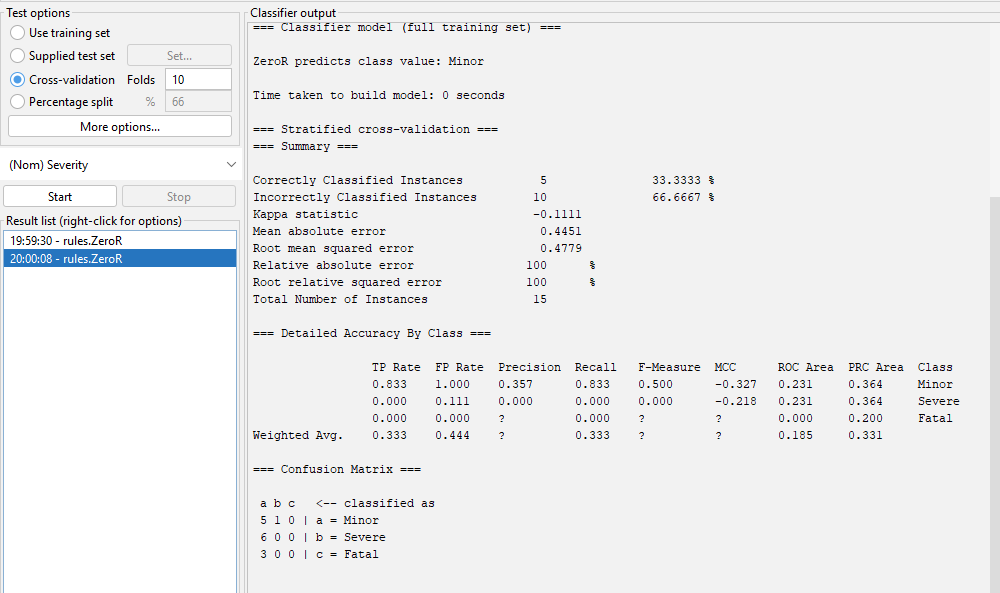 Test options
Use training set
Supplied test set Set...
Cross-validation Folds 10
Percentage split % 66
More options...
(Nom) Severity
Start Stop
Result list (right-click for options)
19:59:30 - rules.ZeroR
20:00:08 - rules.ZeroR
Classifier output
=== Classifier model (full training set) ===
ZeroR predicts class value: Minor
Time taken to build model: 0 seconds
=== Stratified cross-validation ===
=== Summary ===
Correctly Classified Instances 5 33.3333 %
Incorrectly Classified Instances 10 66.6667 %
Kappa statistic -0.1111
Mean absolute error 0.4451
Root mean squared error 0.4779
Relative absolute error 100 %
Root relative squared error 100 %
Total Number of Instances 15
=== Detailed Accuracy By Class ===
TP Rate FP Rate Precision Recall F-Measure MCC ROC Area PRC Area Class
0.833 1.000 0.357 0.833 0.500 -0.327 0.231 0.364 Minor
0.000 0.111 0.000 0.000 0.000 -0.218 0.231 0.364 Severe
0.000 0.000 ? 0.000 ? ? 0.000 0.200 Fatal
Weighted Avg. 0.333 0.444 ? 0.333 ? ? 0.185 0.331
=== Confusion Matrix ===
a b c <-- classified as
5 1 0 | a = Minor
6 0 0 | b = Severe
3 0 0 | c = Fatal